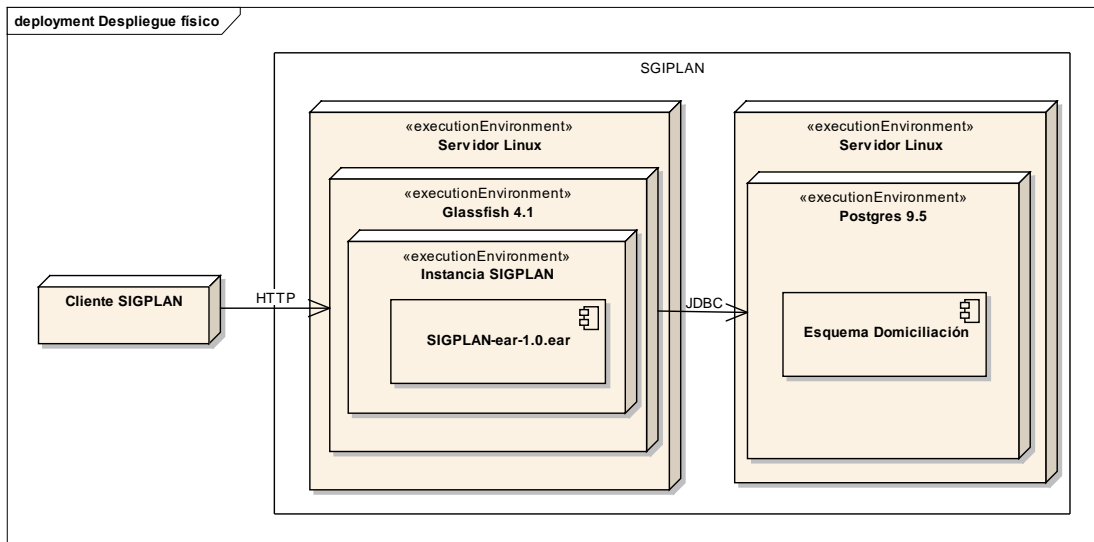 deployment Despliegue físico
SGIPLAN
«executionEnvironment»
Servidor Linux
«executionEnvironment»
Glassfish 4.1
«executionEnvironment»
Instancia SIGPLAN
SIGPLAN-ear-1.0.ear
Cliente SIGPLAN
HTTP
JDBC
«executionEnvironment»
Servidor Linux
«executionEnvironment»
Postgres 9.5
Esquema Domiciliación